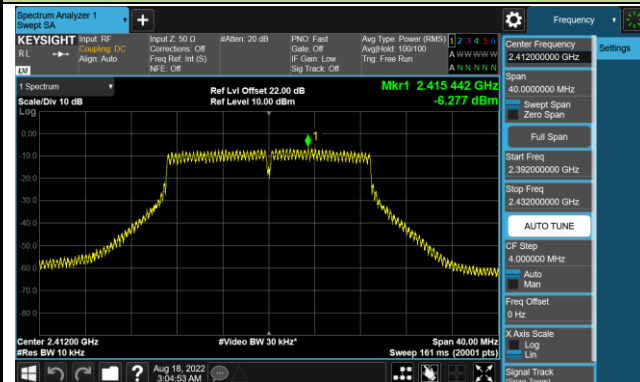 Spectrum Analyzer 1
Swept SA
KEYSIGHT
Input: RF
Coupling: DC
Align: Auto
RL
LXI
Input Z: 50 Ω
Corrections: Off
Freq Ref: Int (S)
NFE: Off
#Atten: 20 dB
PNO: Fast
Gate: Off
IF Gain: Low
Sig Track: Off
Avg Type: Power (RMS)
Avg|Hold: 100/100
Trig: Free Run
1 2 3 4 5 6
A W W W W W
A N N N N N
1 Spectrum
Scale/Div 10 dB
Log
Ref Lvl Offset 22.00 dB
Ref Level 10.00 dBm
Mkr1 2.415 442 GHz
-6.277 dBm
1
0.00
-10.0
-20.0
-30.0
-40.0
-50.0
-60.0
-70.0
-80.0
Center 2.41200 GHz
#Res BW 10 kHz
#Video BW 30 kHz*
Span 40.00 MHz
Sweep 161 ms (20001 pts)
Aug 18, 2022
3:04:53 AM
Frequency
Settings
Center Frequency
2.412000000 GHz
Span
40.0000000 MHz
Swept Span
Zero Span
Full Span
Start Freq
2.392000000 GHz
Stop Freq
2.432000000 GHz
AUTO TUNE
CF Step
4.000000 MHz
Auto
Man
Freq Offset
0 Hz
X Axis Scale
Log
Lin
Signal Track
(Span Zoom)